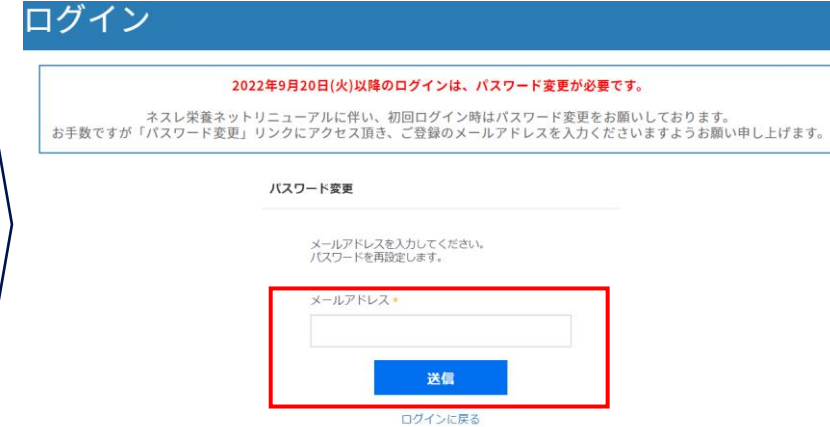 ログイン
2022年9月20日(火)以降のログインは、パスワード変更が必要です。
ネスレ栄養ネットリニューアルに伴い、初回ログイン時はパスワード変更をお願いしております。
お手数ですが「パスワード変更」リンクにアクセス頂き、ご登録のメールアドレスを入力くださいますようお願い申し上げます。
パスワード変更
メールアドレスを入力してください。
パスワードを再設定します。
メールアドレス*
送信
ログインに戻る